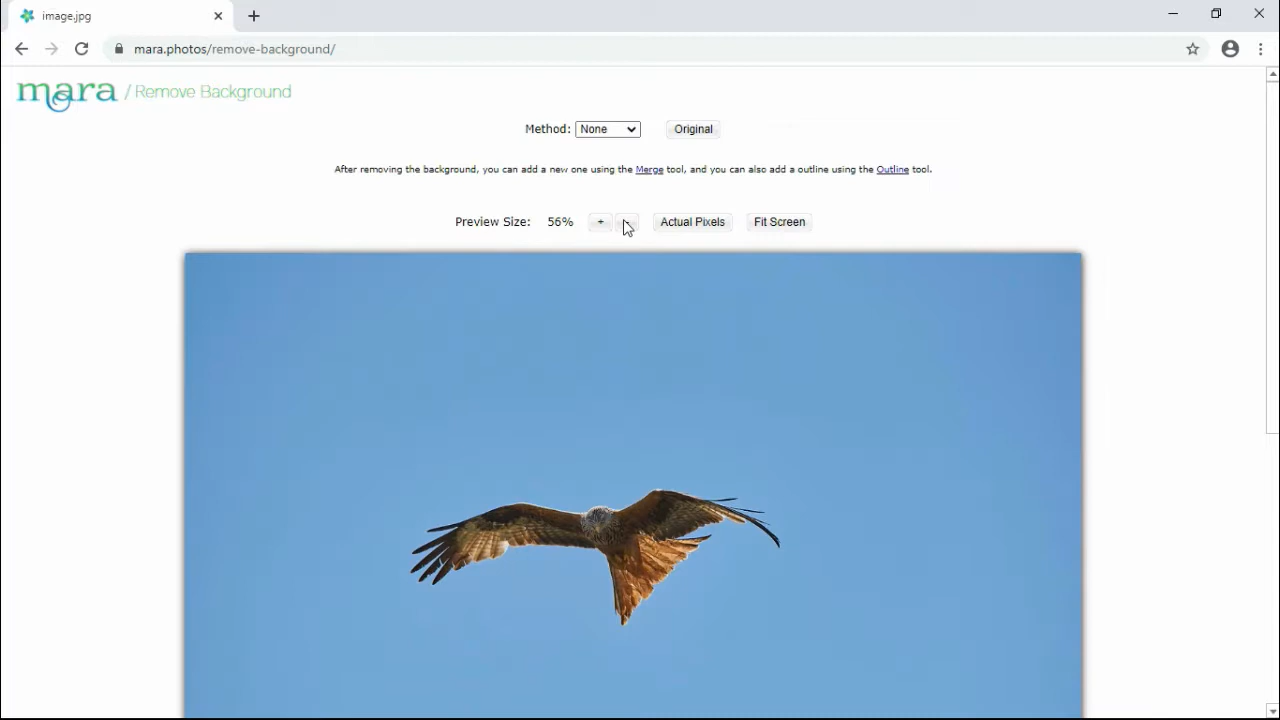 image.jpg
mara.photos/remove-background/
mara / Remove Background
Method: None Original
After removing the background, you can add a new one using the Merge tool, and you can also add a outline using the Outline tool.
Preview Size: 56% + Actual Pixels Fit Screen